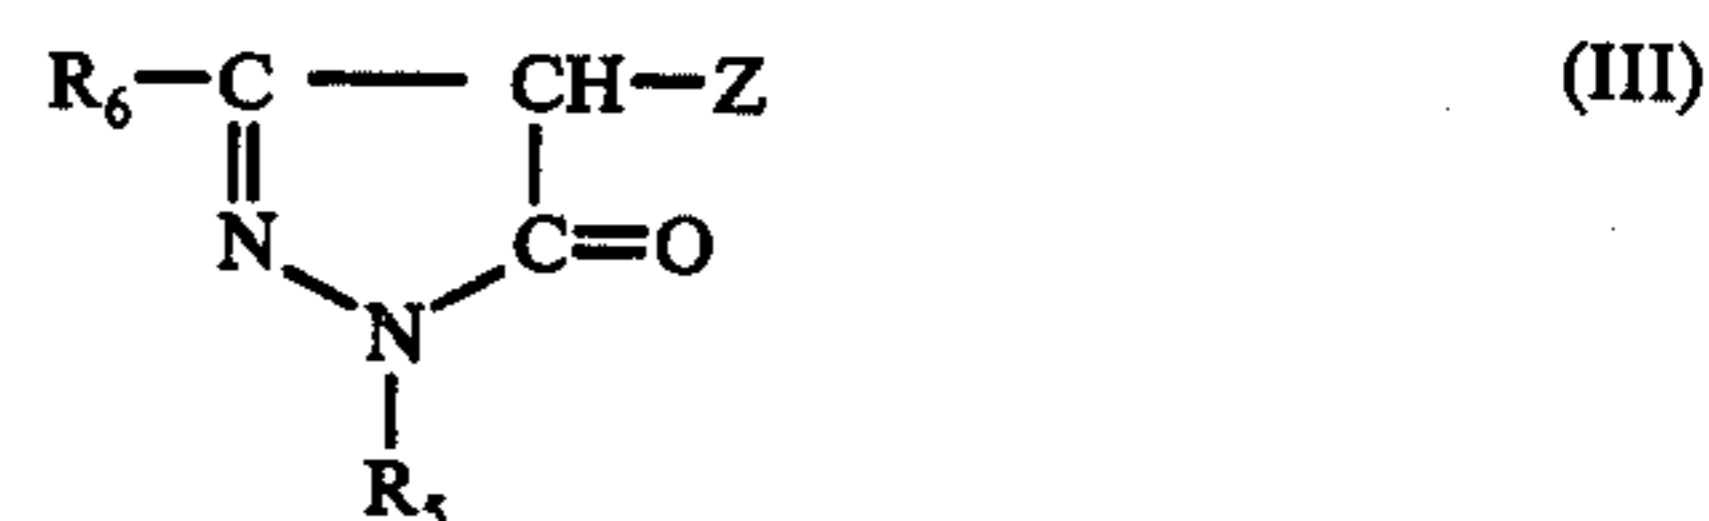 R₆—C—CH—Z (III)
N C=O
N
R₅